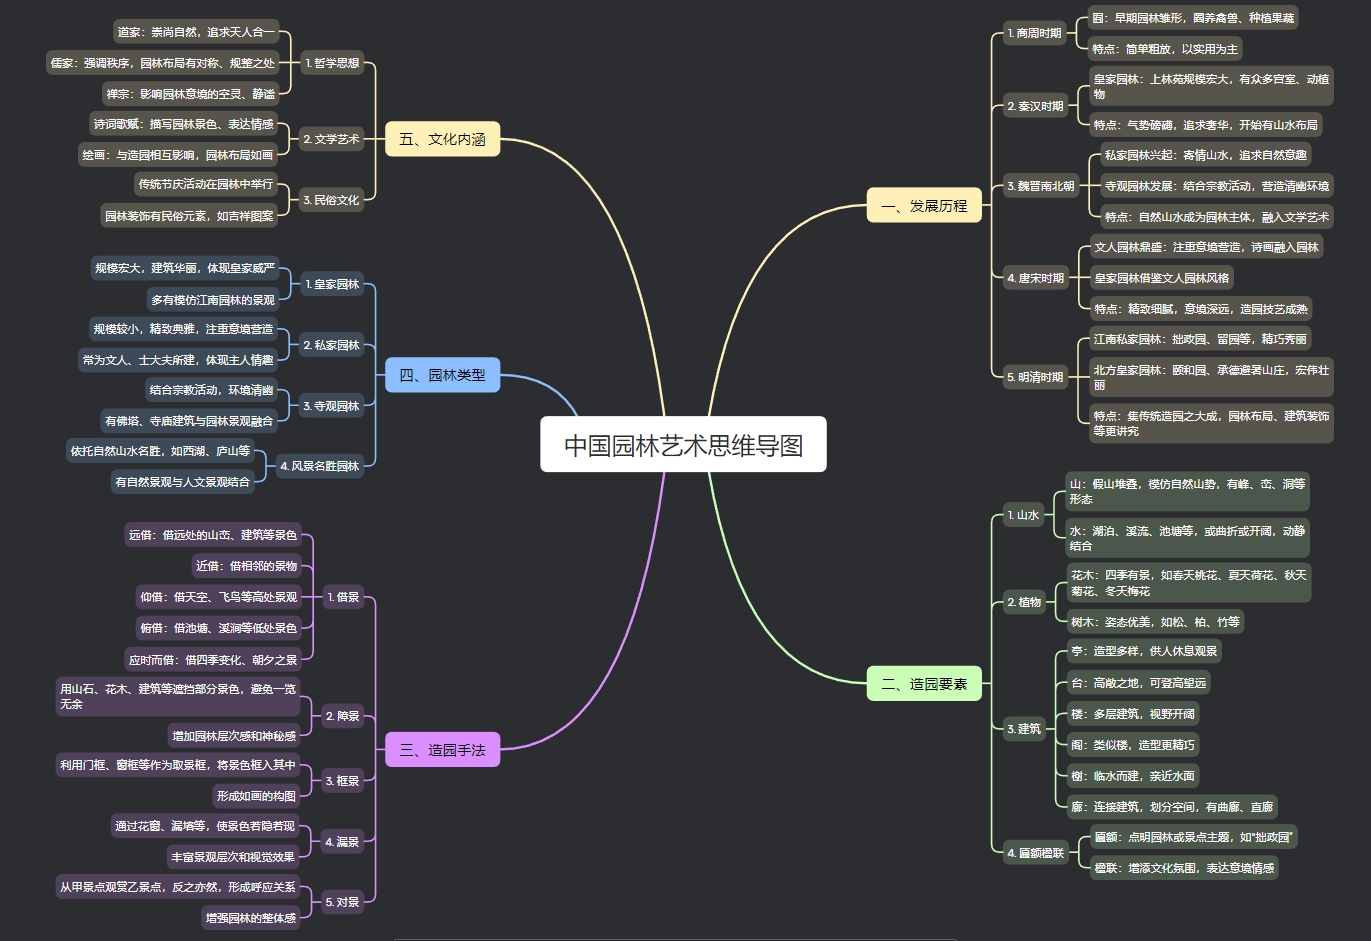 中国园林艺术思维导图
一、发展历程
1. 商周时期
囿：早期园林雏形，圈养禽兽、种植果蔬
特点：简单粗放，以实用为主
2. 秦汉时期
皇家园林：上林苑规模宏大，有众多宫室、动植
物
特点：气势磅礴，追求奢华，开始有山水布局
3.魏晋南北朝
私家园林兴起：寄情山水，追求自然意趣
寺观园林发展：结合宗教活动，营造清幽环境
特点：自然山水成为园林主体，融入文学艺术
4. 唐宋时期
文人园林鼎盛：注重意境营造，诗画融入园林
皇家园林借鉴文人园林风格
特点：精致细腻，意境深远，造园技艺成熟
5. 明清时期
江南私家园林：拙政园、留园等，精巧秀丽
北方皇家园林：颐和园、承德避暑山庄，宏伟壮
丽
特点：集传统造园之大成，园林布局、建筑装饰
等更讲究
二、造园要素
1. 山水
山：假山堆叠，模仿自然山势，有峰、峦、洞等
形态
水：湖泊、溪流、池塘等，或曲折或开阔，动静
结合
2. 植物
花木：四季有景，如春天桃花、夏天荷花、秋天
菊花、冬天梅花
树木：姿态优美，如松、柏、竹等
3. 建筑
亭：造型多样，供人休息观景
台：高敞之地，可登高望远
楼：多层建筑，视野开阔
阁：类似楼，造型更精巧
榭：临水而建，亲近水面
廊：连接建筑，划分空间，有曲廊、直廊
4. 匾额楹联
匾额：点明园林或景点主题，如“拙政园”
楹联：增添文化氛围，表达意境情感
三、造园手法
1. 借景
远借：借远处的山峦、建筑等景色
近借：借相邻的景物
仰借：借天空、飞鸟等高处景观
俯借：借池塘、溪涧等低处景色
应时而借：借四季变化、朝夕之景
2. 障景
用山石、花木、建筑等遮挡部分景色，避免一览
无余
增加园林层次感和神秘感
3. 框景
利用门框、窗框等作为取景框，将景色框入其中
形成如画的构图
4. 漏景
通过花窗、漏墙等，使景色若隐若现
丰富景观层次和视觉效果
5. 对景
从甲景点观赏乙景点，反之亦然，形成呼应关系
增强园林的整体感
四、园林类型
1. 皇家园林
规模宏大，建筑华丽，体现皇家威严
多有模仿江南园林的景观
2. 私家园林
规模较小，精致典雅，注重意境营造
常为文人、士大夫所建，体现主人情趣
3. 寺观园林
结合宗教活动，环境清幽
有佛塔、寺庙建筑与园林景观融合
4. 风景名胜园林
依托自然山水名胜，如西湖、庐山等
有自然景观与人文景观结合
五、文化内涵
1. 哲学思想
道家：崇尚自然，追求天人合一
儒家：强调秩序，园林布局有对称、规整之处
禅宗：影响园林意境的空灵、静谧
2. 文学艺术
诗词歌赋：描写园林景色、表达情感
绘画：与造园相互影响，园林布局如画
3. 民俗文化
传统节庆活动在园林中举行
园林装饰有民俗元素，如吉祥图案